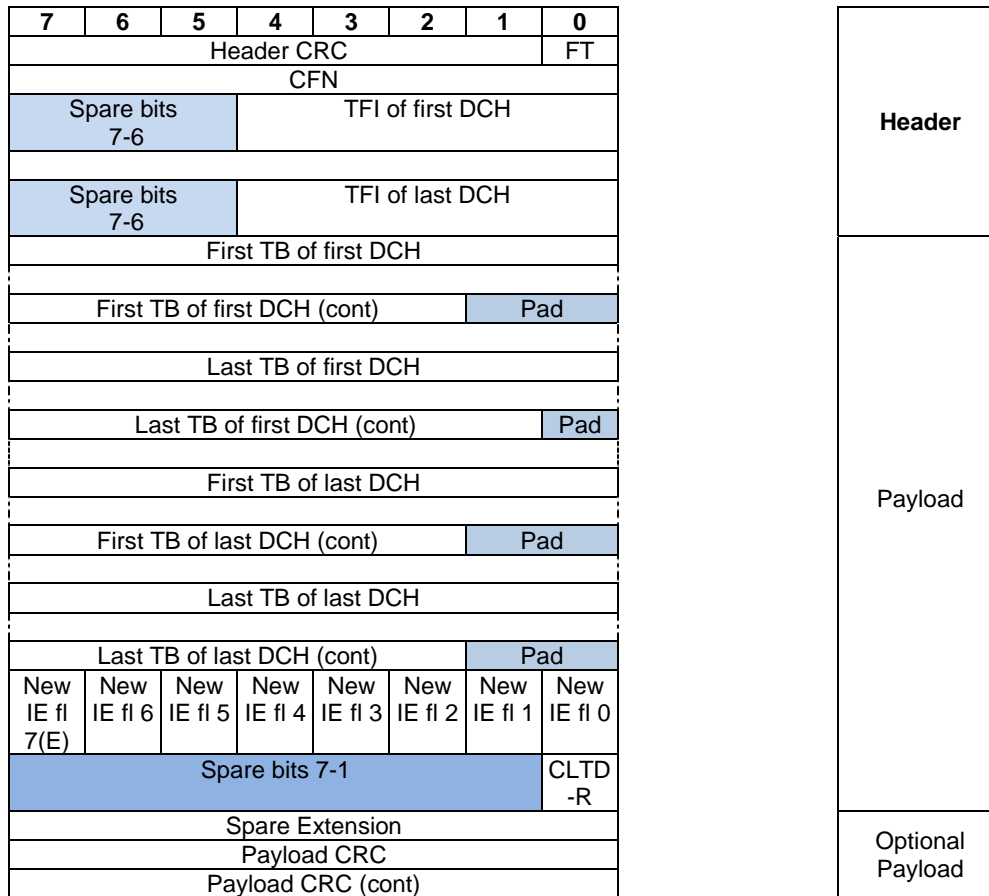 7 6 5 4 3 2 1 0
Header CRC FT
CFN
Spare bits TFI of first DCH
7-6
Spare bits TFI of last DCH
7-6
First TB of first DCH
First TB of first DCH (cont) Pad
Last TB of first DCH
Last TB of first DCH (cont) Pad
First TB of last DCH
First TB of last DCH (cont) Pad
Last TB of last DCH
Last TB of last DCH (cont) Pad
New New New New New New New New
IE fl IE fl 6 IE fl 5 IE fl 4 IE fl 3 IE fl 2 IE fl 1 IE fl 0
7(E)
Spare bits 7-1 CLTD
-R
Spare Extension
Payload CRC
Payload CRC (cont)
Header
Payload
Optional
Payload